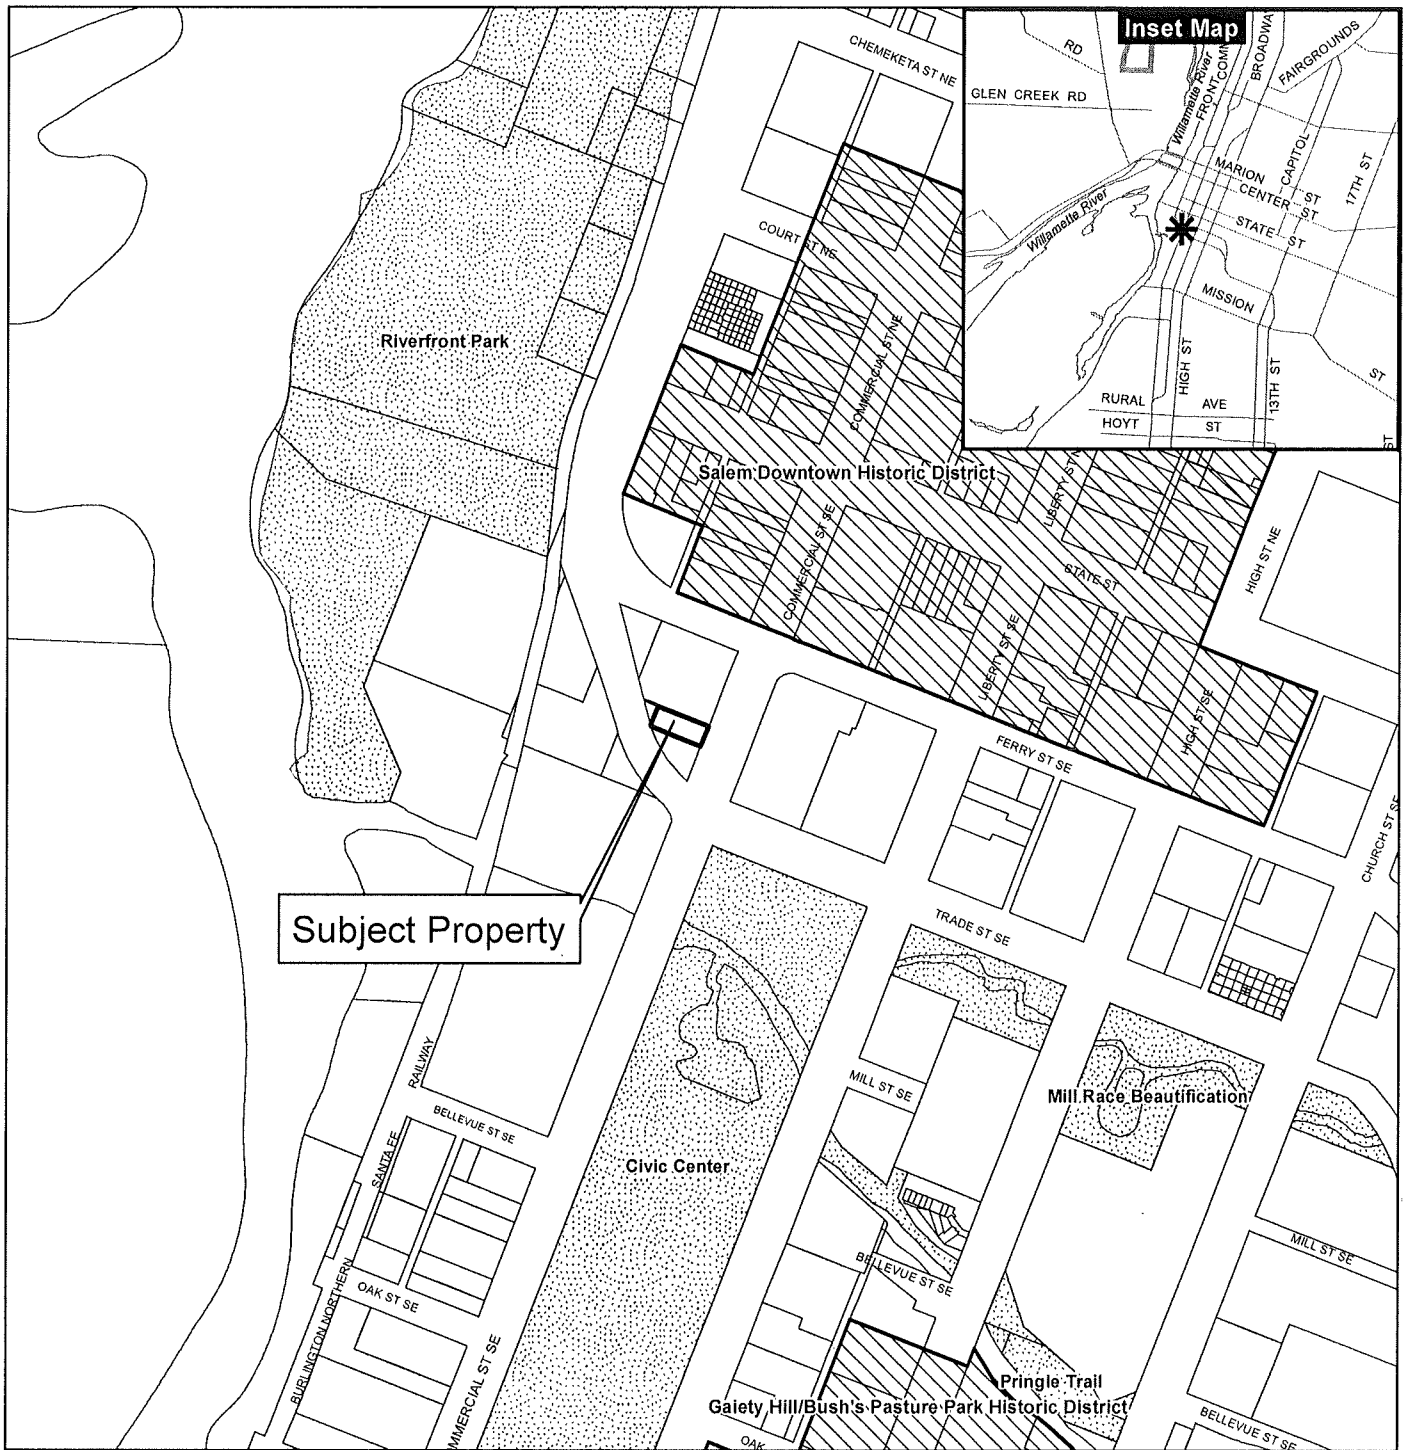 Inset Map
RD
GLEN CREEK RD
Willamette River
FRONT
COMM
BROADWAY
FAIRGROUNDS
MARION ST
CENTER ST
CAPITOL
17TH ST
Willamette River
STATE ST
MISSION
ST
HIGH ST
13TH ST
RURAL AVE
HOYT ST
ST
CHEMEKETA ST NE
COURT ST NE
Riverfront Park
COMMERCIAL ST NE
Salem Downtown Historic District
LIBERTY ST N
COMMERCIAL ST SE
STATE ST
HIGH ST NE
LIBERTY ST SE
HIGH ST SE
FERRY ST SE
CHURCH ST SE
Subject Property
TRADE ST SE
RAILWAY
MILL ST SE
Mill Race Beautification
BELLEVUE ST SE
SANTA FE
Civic Center
BELLEVUE ST SE
MILL ST SE
OAK ST SE
BURLINGTON NORTHERN
MMERCIAL ST SE
Pringle Trail
Gaiety Hill/Bush's Pasture Park Historic District
BELLEVUE ST SE
OAK